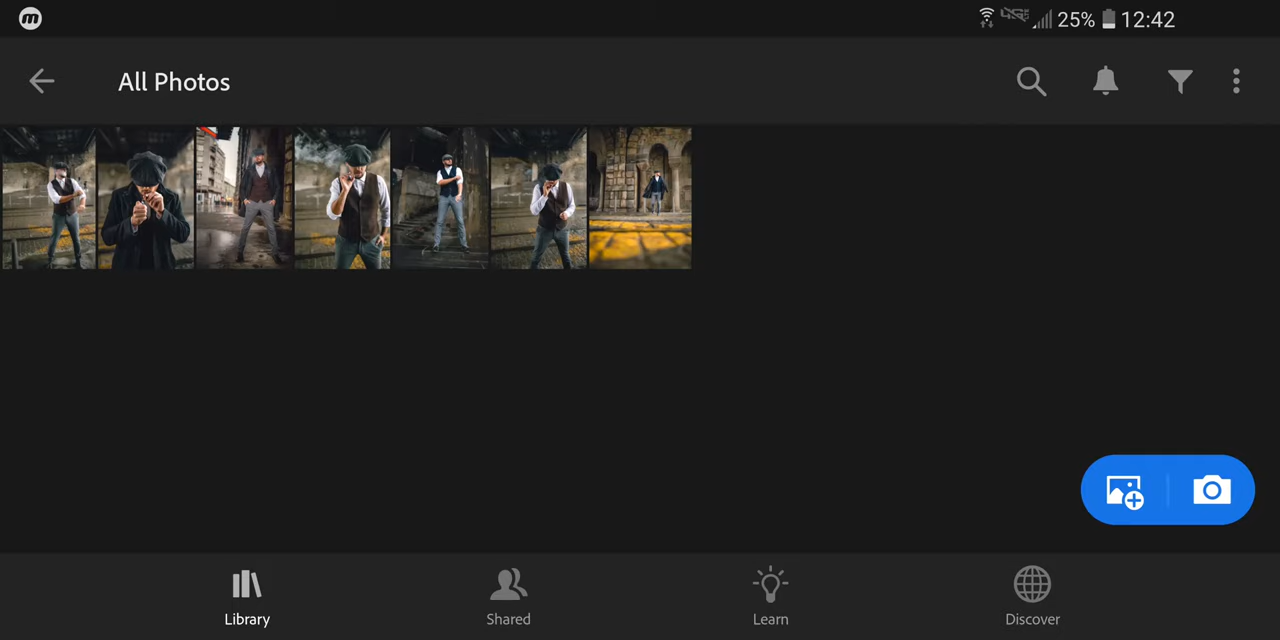 m
25% 12:42
All Photos
Library
Shared
Learn
Discover